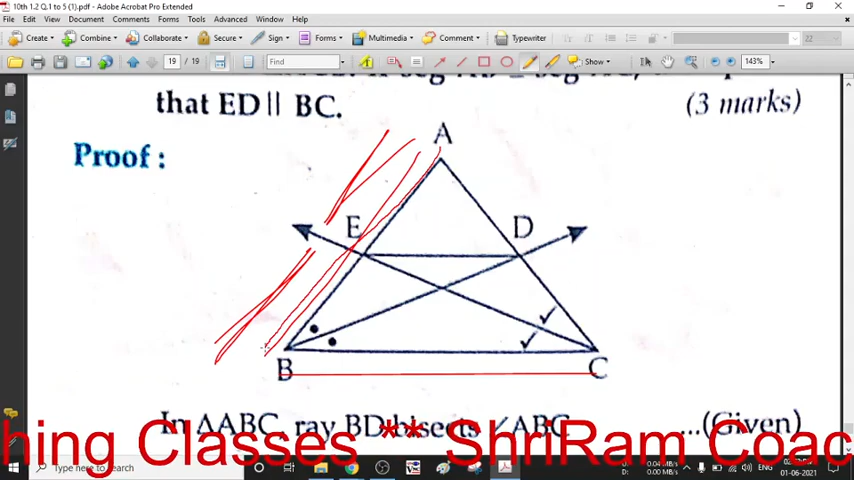 10th 1.2 Q.1 to 5 (1).pdf - Adobe Acrobat Pro Extended
File Edit View Document Comments Forms Tools Advanced Window Help
Create Combine Collaborate Secure Sign Forms Multimedia Comment Typewriter
19 / 19 Find Show 143%
that ED || BC. (3 marks)
Proof :
A
E D
B C
In ΔABC, ray BD bisects ∠ABC ...(Given)
hing Classes ** ShriRam Coac
Type here to search ENG 01-06-2021